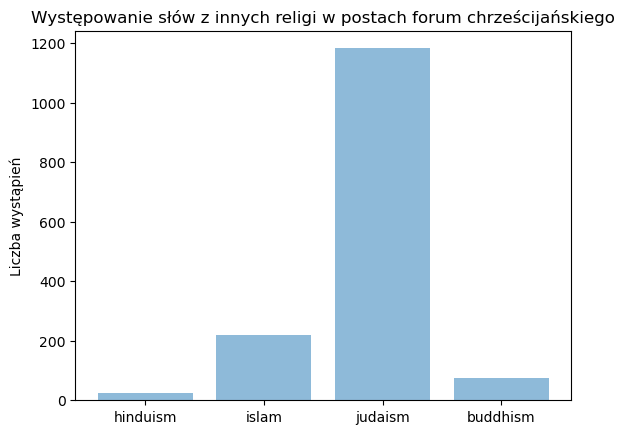 Występowanie słów z innych religi w postach forum chrześcijańskiego
1200
1000
800
600
400
200
0
Liczba wystąpień
hinduism islam judaism buddhism